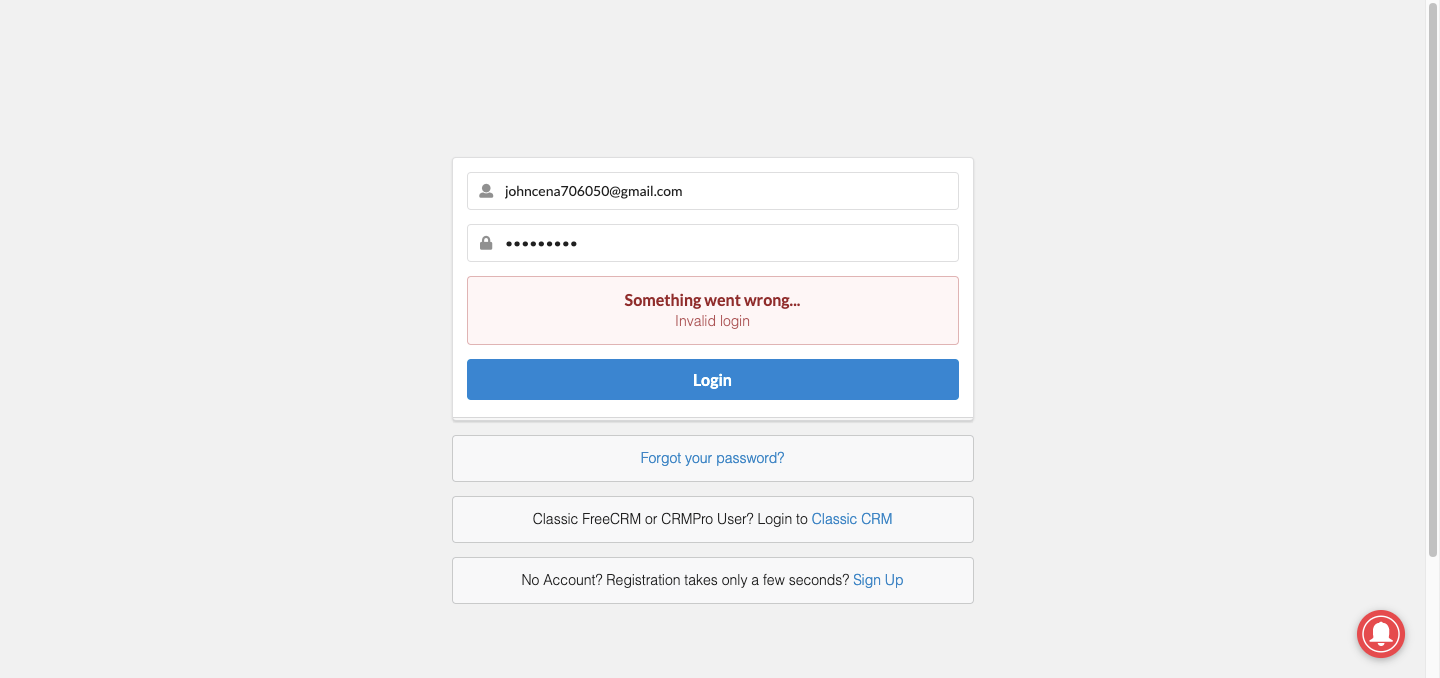 johncena706050@gmail.com
•••••••••
Something went wrong...
Invalid login
Login
Forgot your password?
Classic FreeCRM or CRMPro User? Login to Classic CRM
No Account? Registration takes only a few seconds? Sign Up